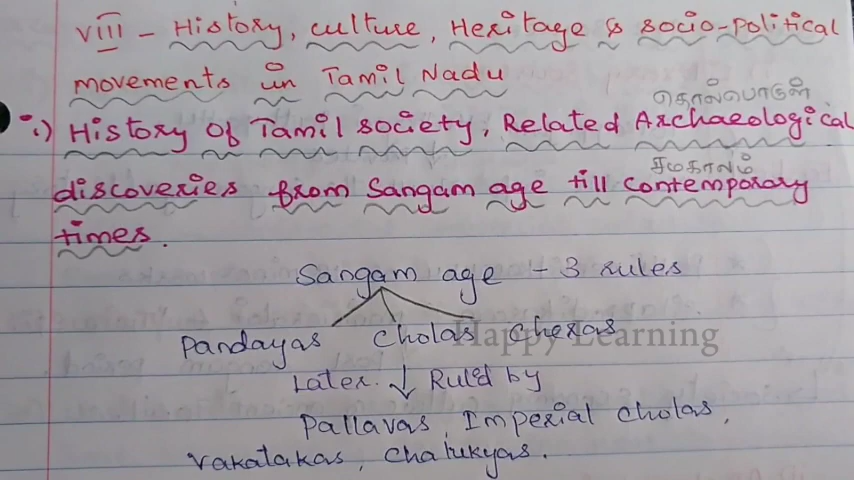 VIII - History, culture, Heritage & socio-political
movements in Tamil Nadu
தொல்பொருள்
i) History of Tamil society, Related Archaeological
சமகாலம்
discoveries from Sangam age till contemporary
times.
Sangam age - 3 rules
Pandayas Cholas Cheras
Happy Learning
Later ↓ Ruled by
Pallavas, Imperial cholas,
Vakatakas, Chalukyas.